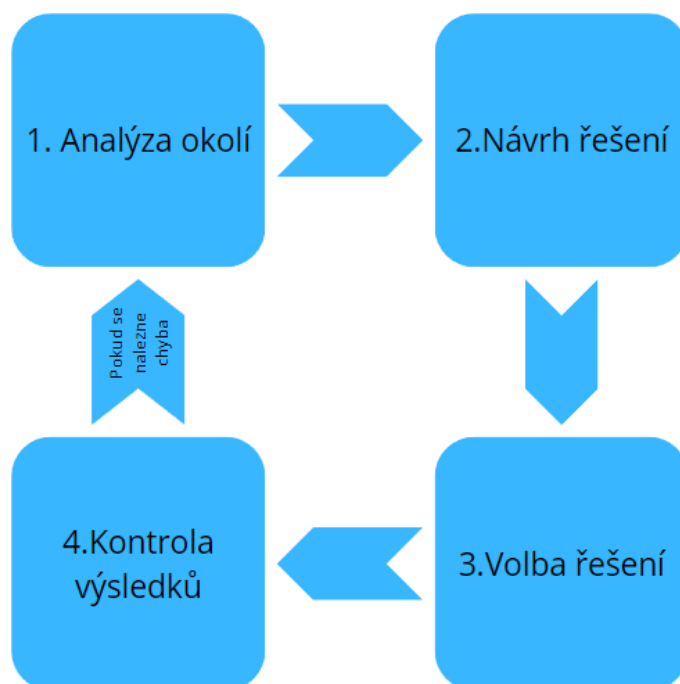 1. Analýza okolí
2.Návrh řešení
Pokud se
nalezne
chyba
4.Kontrola
výsledků
3.Volba řešení